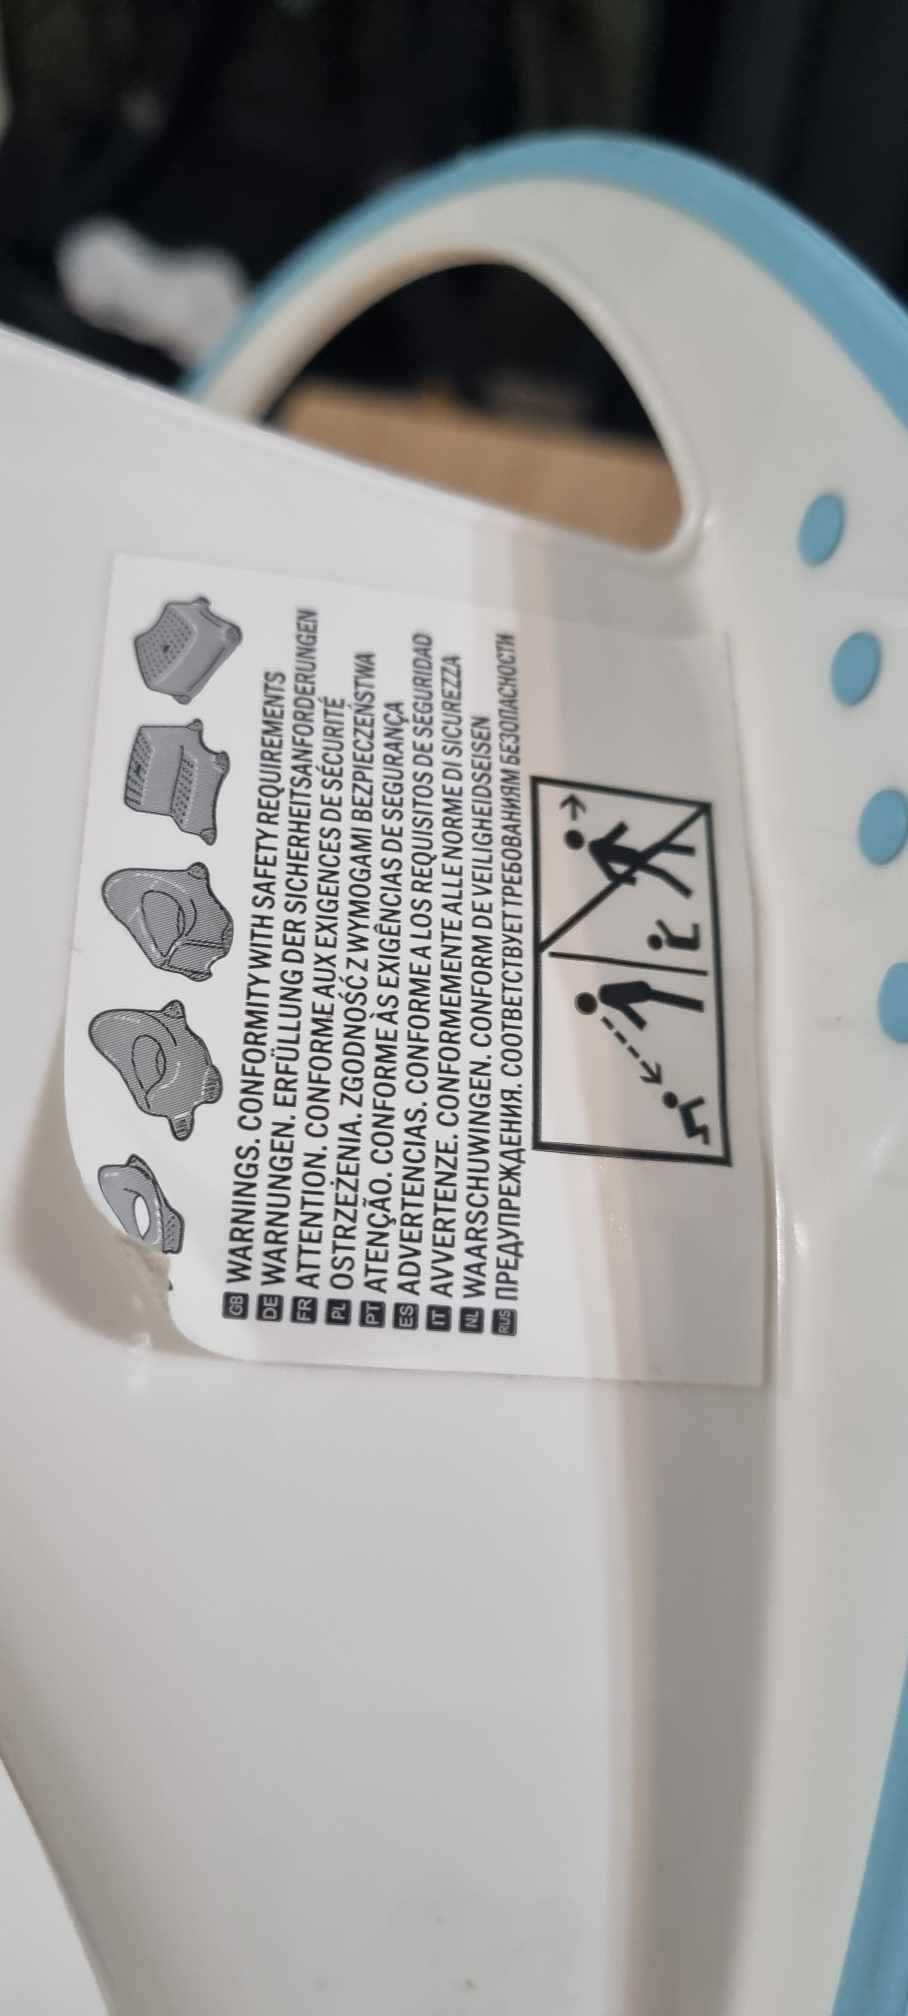 GB WARNINGS. CONFORMITY WITH SAFETY REQUIREMENTS
DE WARNUNGEN. ERFÜLLUNG DER SICHERHEITSANFORDERUNGEN
FR ATTENTION. CONFORME AUX EXIGENCES DE SÉCURITÉ
PL OSTRZEŻENIA. ZGODNOŚĆ Z WYMOGAMI BEZPIECZEŃSTWA
PT ATENÇÃO. CONFORME ÀS EXIGÊNCIAS DE SEGURANÇA
ES ADVERTENCIAS. CONFORME A LOS REQUISITOS DE SEGURIDAD
IT AVVERTENZE. CONFORMEMENTE ALLE NORME DI SICUREZZA
NL WAARSCHUWINGEN. CONFORM DE VEILIGHEIDSEISEN
RUS ПРЕДУПРЕЖДЕНИЯ. СООТВЕТСТВУЕТ ТРЕБОВАНИЯМ БЕЗОПАСНОСТИ